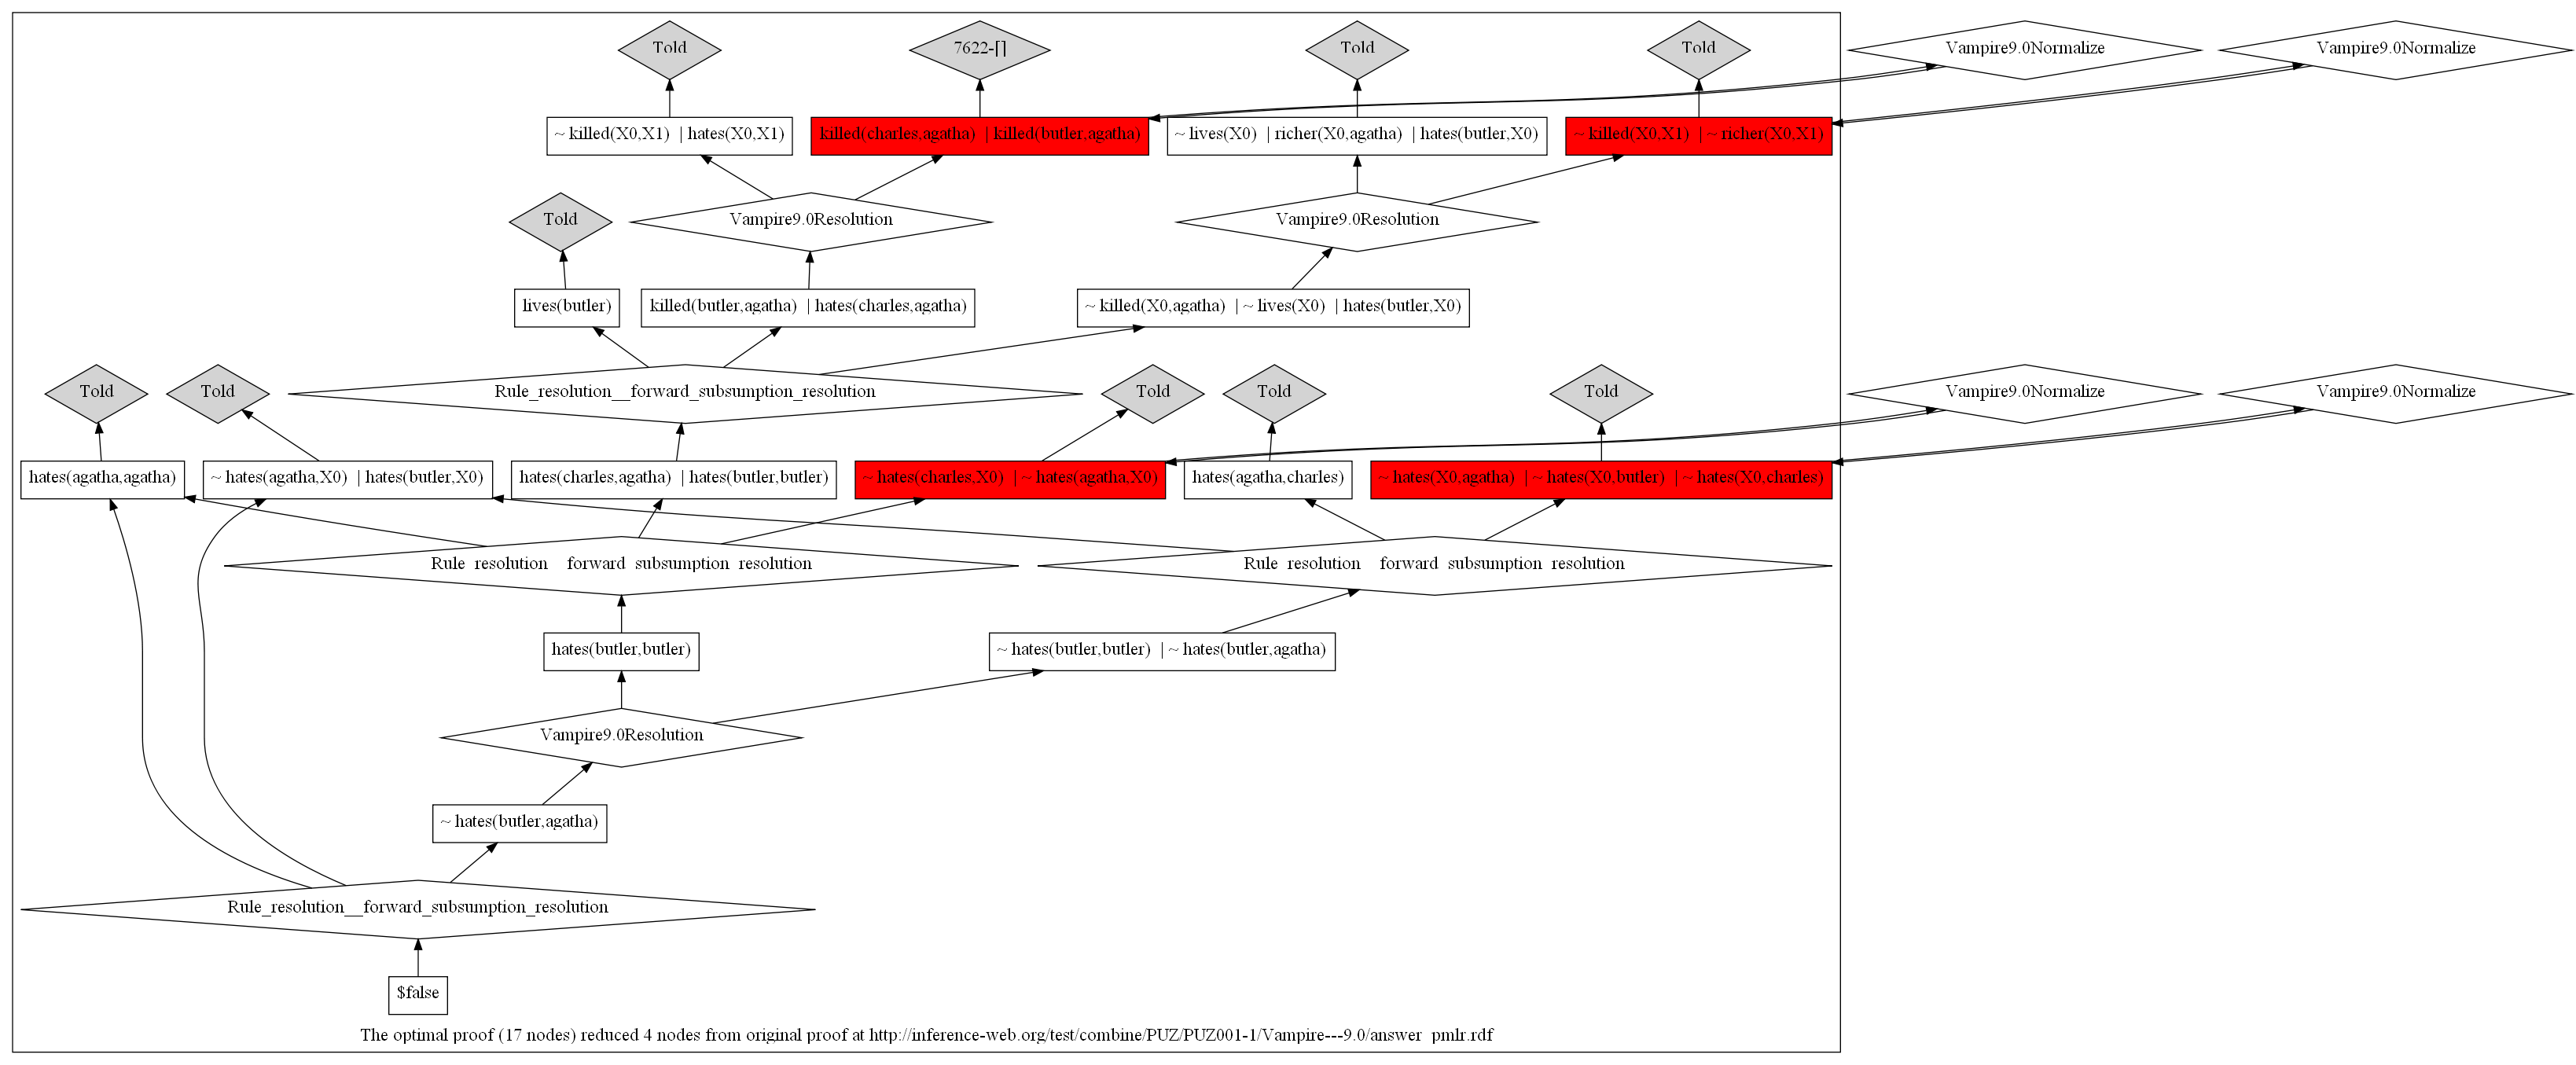 Told
7622-[]
Told
Told
Vampire9.0Normalize
Vampire9.0Normalize
~ killed(X0,X1) | hates(X0,X1)
killed(charles,agatha) | killed(butler,agatha)
~ lives(X0) | richer(X0,agatha) | hates(butler,X0)
~ killed(X0,X1) | ~ richer(X0,X1)
Told
Vampire9.0Resolution
Vampire9.0Resolution
lives(butler)
killed(butler,agatha) | hates(charles,agatha)
~ killed(X0,agatha) | ~ lives(X0) | hates(butler,X0)
Told
Told
Rule_resolution__forward_subsumption_resolution
Told
Told
Told
Vampire9.0Normalize
Vampire9.0Normalize
hates(agatha,agatha)
~ hates(agatha,X0) | hates(butler,X0)
hates(charles,agatha) | hates(butler,butler)
~ hates(charles,X0) | ~ hates(agatha,X0)
hates(agatha,charles)
~ hates(X0,agatha) | ~ hates(X0,butler) | ~ hates(X0,charles)
Rule resolution  forward subsumption resolution
Rule resolution  forward subsumption resolution
hates(butler,butler)
~ hates(butler,butler) | ~ hates(butler,agatha)
Vampire9.0Resolution
~ hates(butler,agatha)
Rule_resolution__forward_subsumption_resolution
$false
The optimal proof (17 nodes) reduced 4 nodes from original proof at http://inference-web.org/test/combine/PUZ/PUZ001-1/Vampire---9.0/answer pmlr.rdf